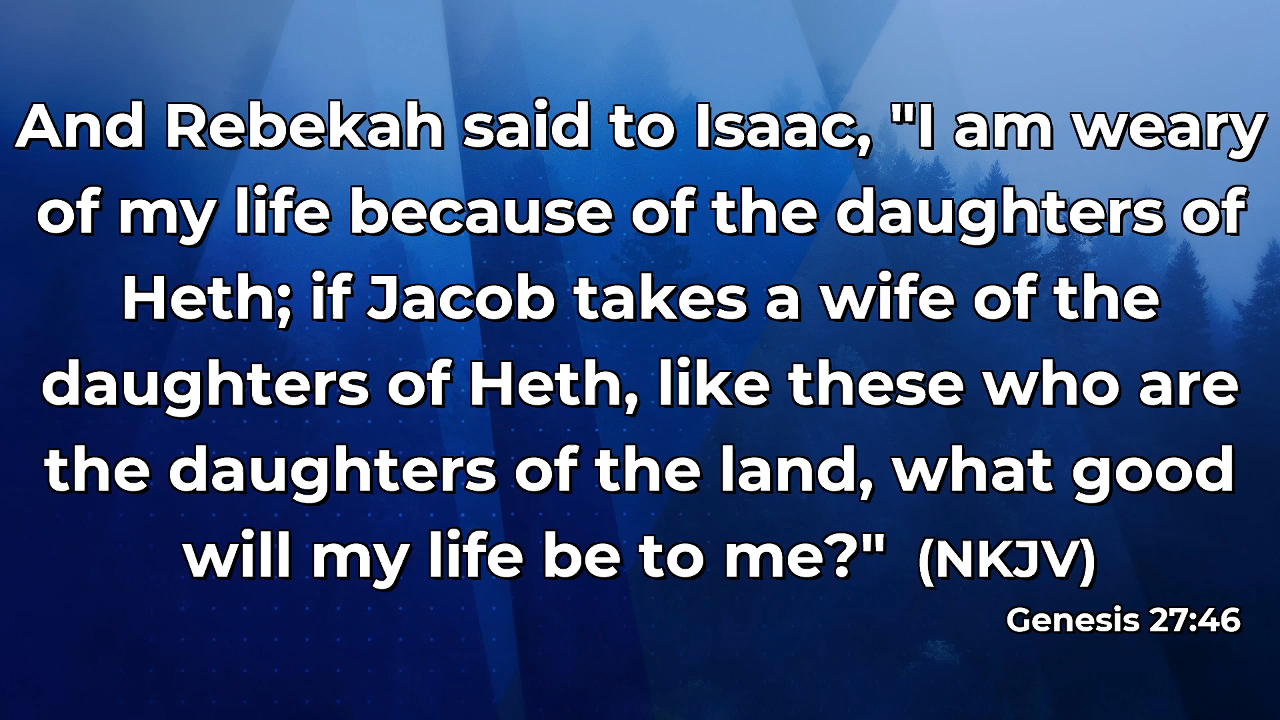 And Rebekah said to Isaac, "I am weary
of my life because of the daughters of
Heth; if Jacob takes a wife of the
daughters of Heth, like these who are
the daughters of the land, what good
will my life be to me?" (NKJV)
Genesis 27:46